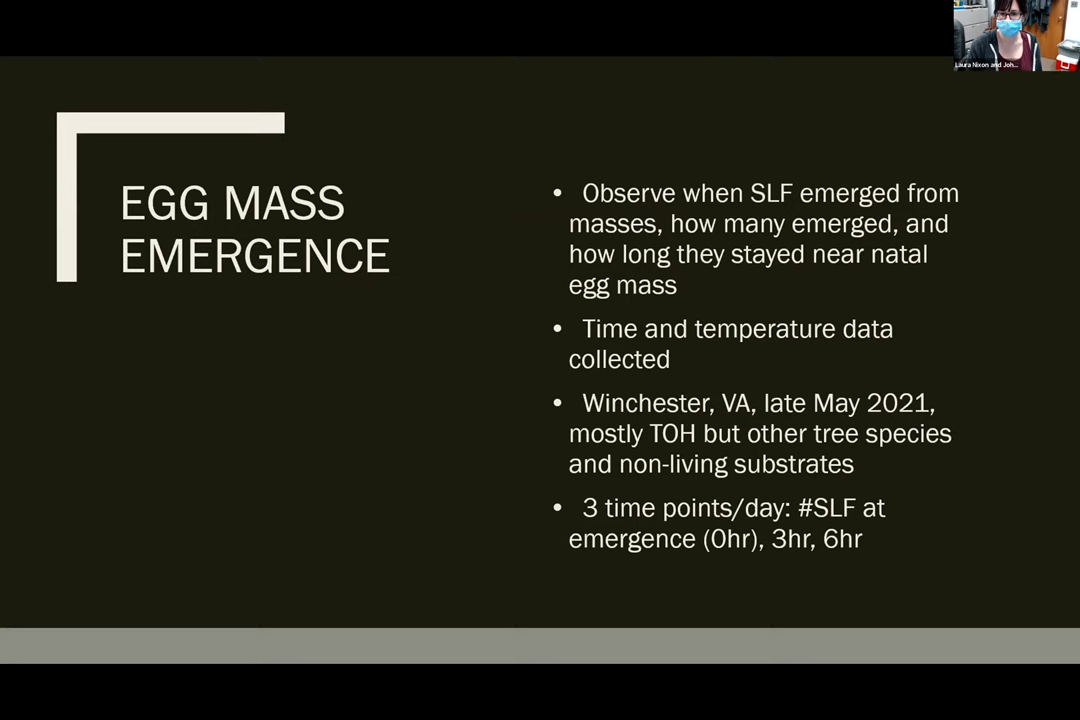 Laura Nixon and Joh...
EGG MASS
EMERGENCE
• Observe when SLF emerged from
masses, how many emerged, and
how long they stayed near natal
egg mass
• Time and temperature data
collected
• Winchester, VA, late May 2021,
mostly TOH but other tree species
and non-living substrates
• 3 time points/day: #SLF at
emergence (0hr), 3hr, 6hr